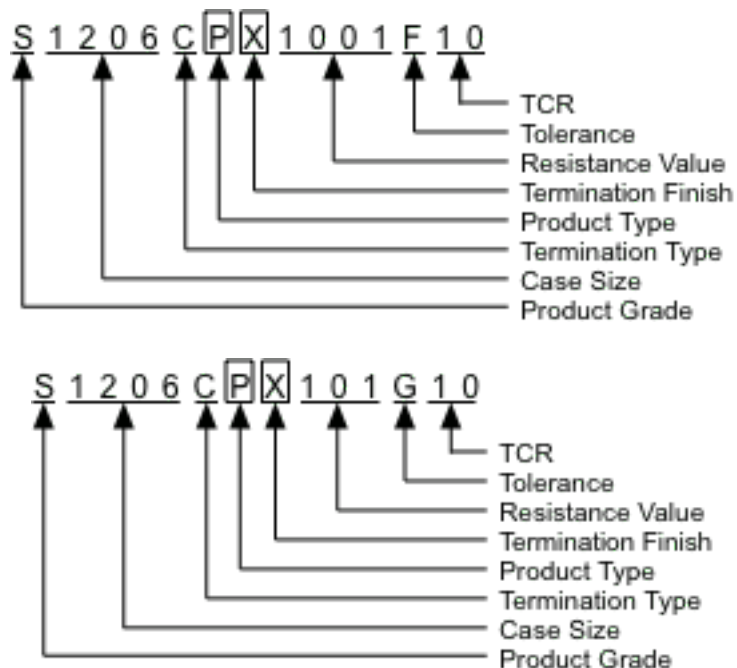 S 1 2 0 6 C P X 1 0 0 1 F 1 0
TCR
Tolerance
Resistance Value
Termination Finish
Product Type
Termination Type
Case Size
Product Grade
S 1 2 0 6 C P X 1 0 1 G 1 0
TCR
Tolerance
Resistance Value
Termination Finish
Product Type
Termination Type
Case Size
Product Grade